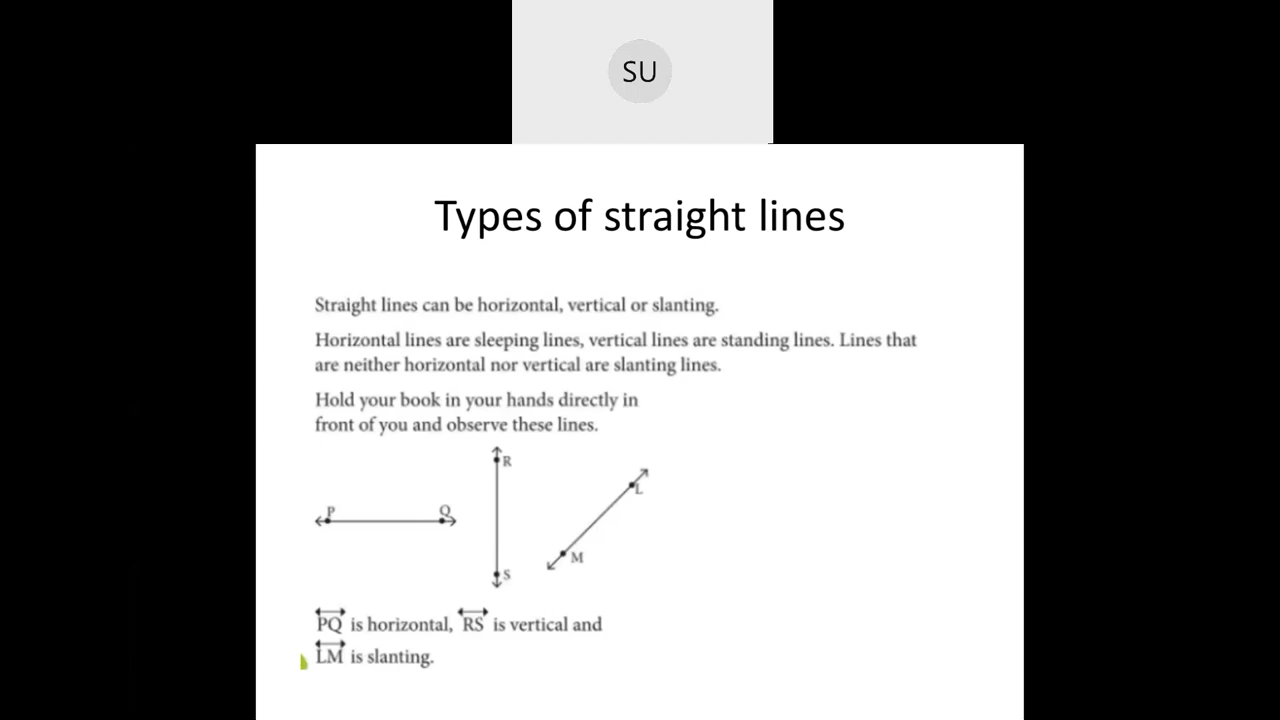 SU
Types of straight lines
Straight lines can be horizontal, vertical or slanting.
Horizontal lines are sleeping lines, vertical lines are standing lines. Lines that
are neither horizontal nor vertical are slanting lines.
Hold your book in your hands directly in
front of you and observe these lines.
R
P
Q
L
M
S
PQ is horizontal, RS is vertical and
LM is slanting.